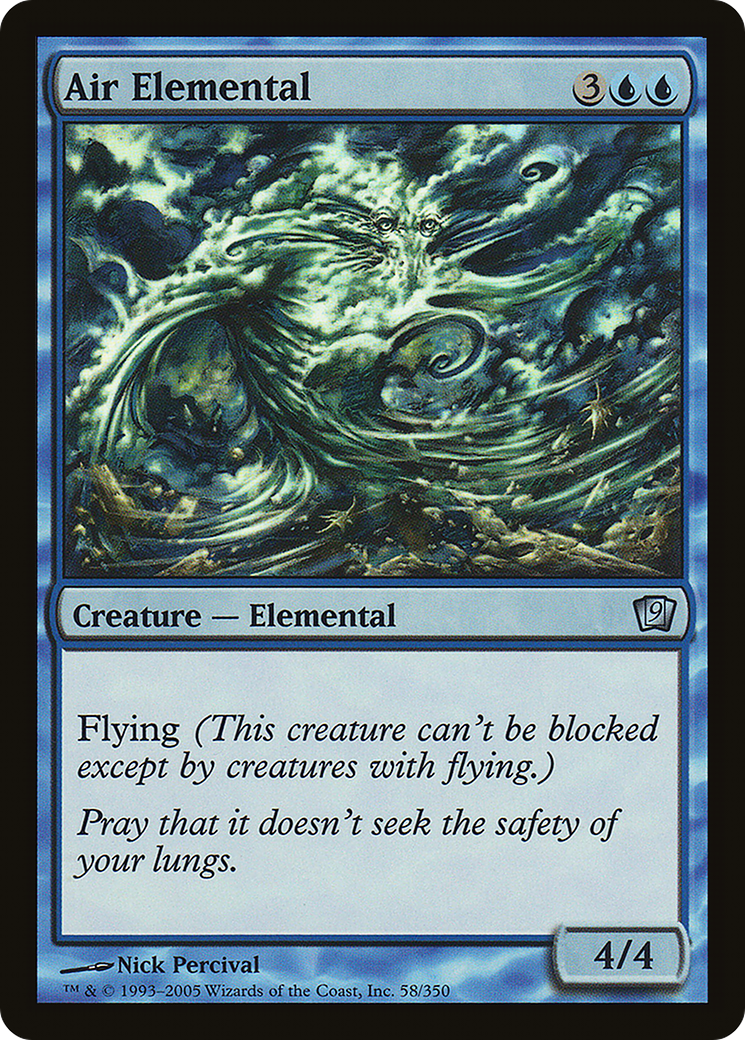 Air Elemental 3
Creature — Elemental 9
Flying (This creature can't be blocked
except by creatures with flying.)
Pray that it doesn't seek the safety of
your lungs.
4/4
Nick Percival
™ & © 1993–2005 Wizards of the Coast, Inc. 58/350